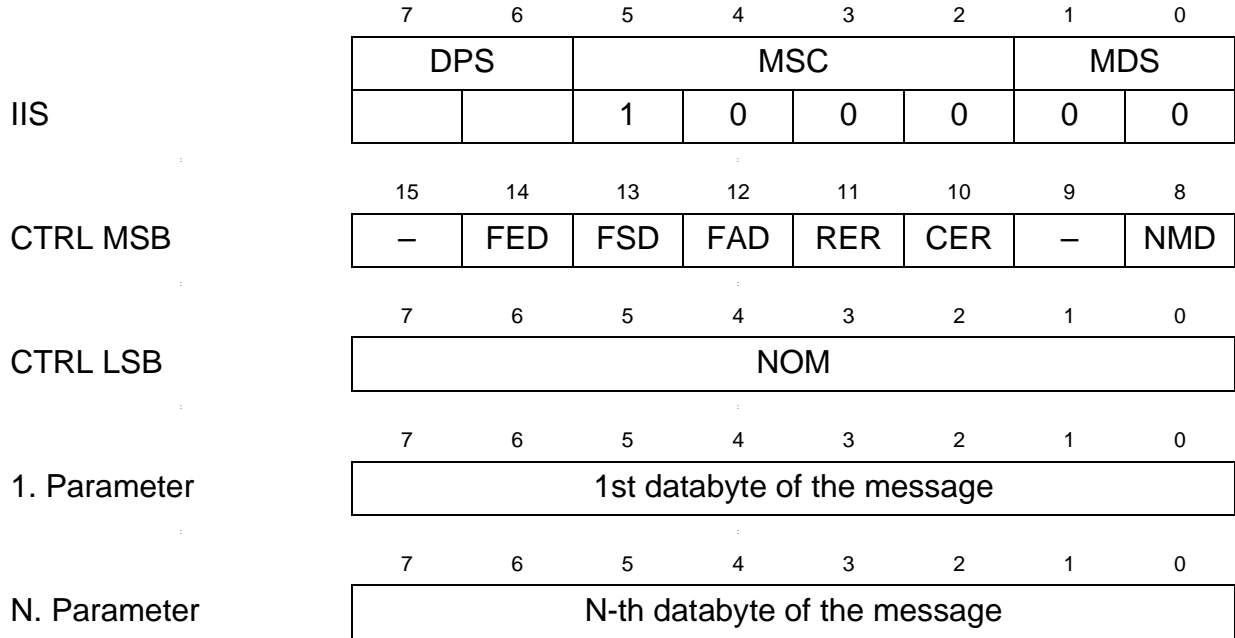 7 6 5 4 3 2 1 0
DPS MSC MDS
IIS 1 0 0 0 0 0
15 14 13 12 11 10 9 8
CTRL MSB – FED FSD FAD RER CER – NMD
7 6 5 4 3 2 1 0
CTRL LSB NOM
7 6 5 4 3 2 1 0
1. Parameter 1st databyte of the message
7 6 5 4 3 2 1 0
N. Parameter N-th databyte of the message